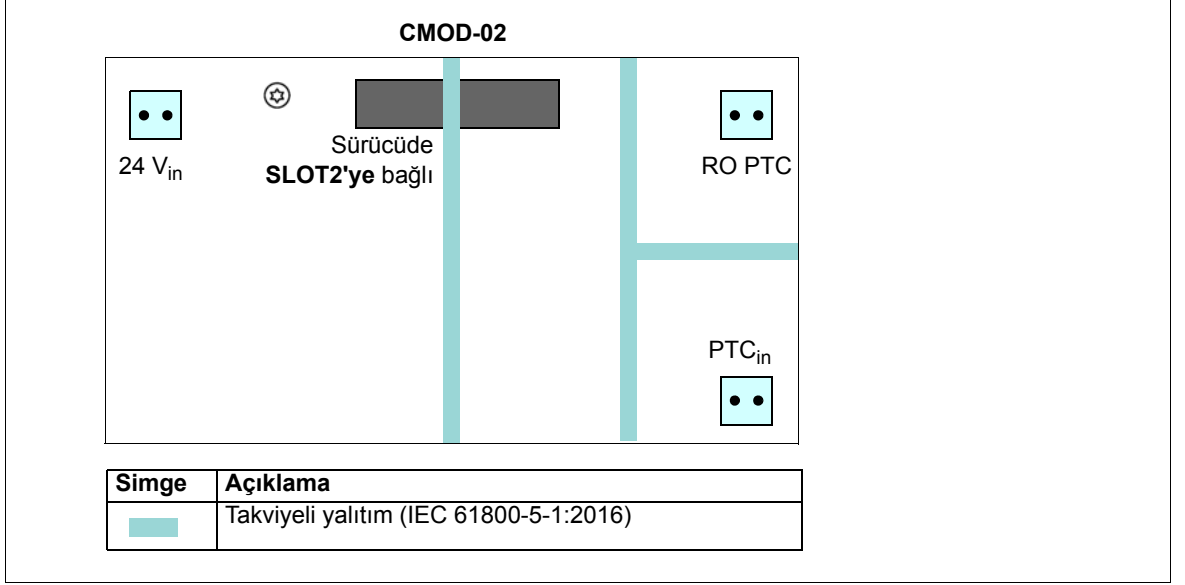 CMOD-02
24 Vin
Sürücüde
SLOT2'ye bağlı
RO PTC
PTCin
Simge Açıklama
Takviyeli yalıtım (IEC 61800-5-1:2016)